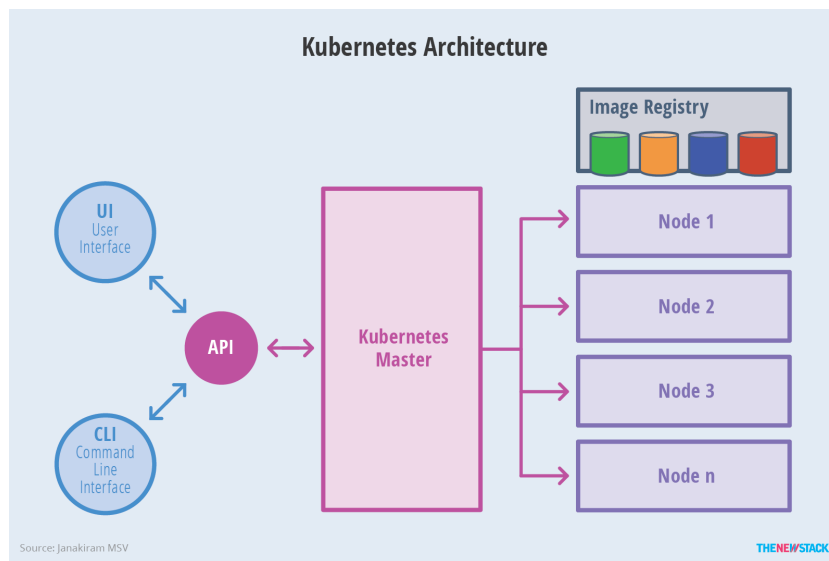 Kubernetes Architecture
Image Registry
UI
User
Interface
Node 1
Node 2
API
Kubernetes
Master
Node 3
CLI
Command
Line
Interface
Node n
Source: Janakiram MSV
THENEWSTACK